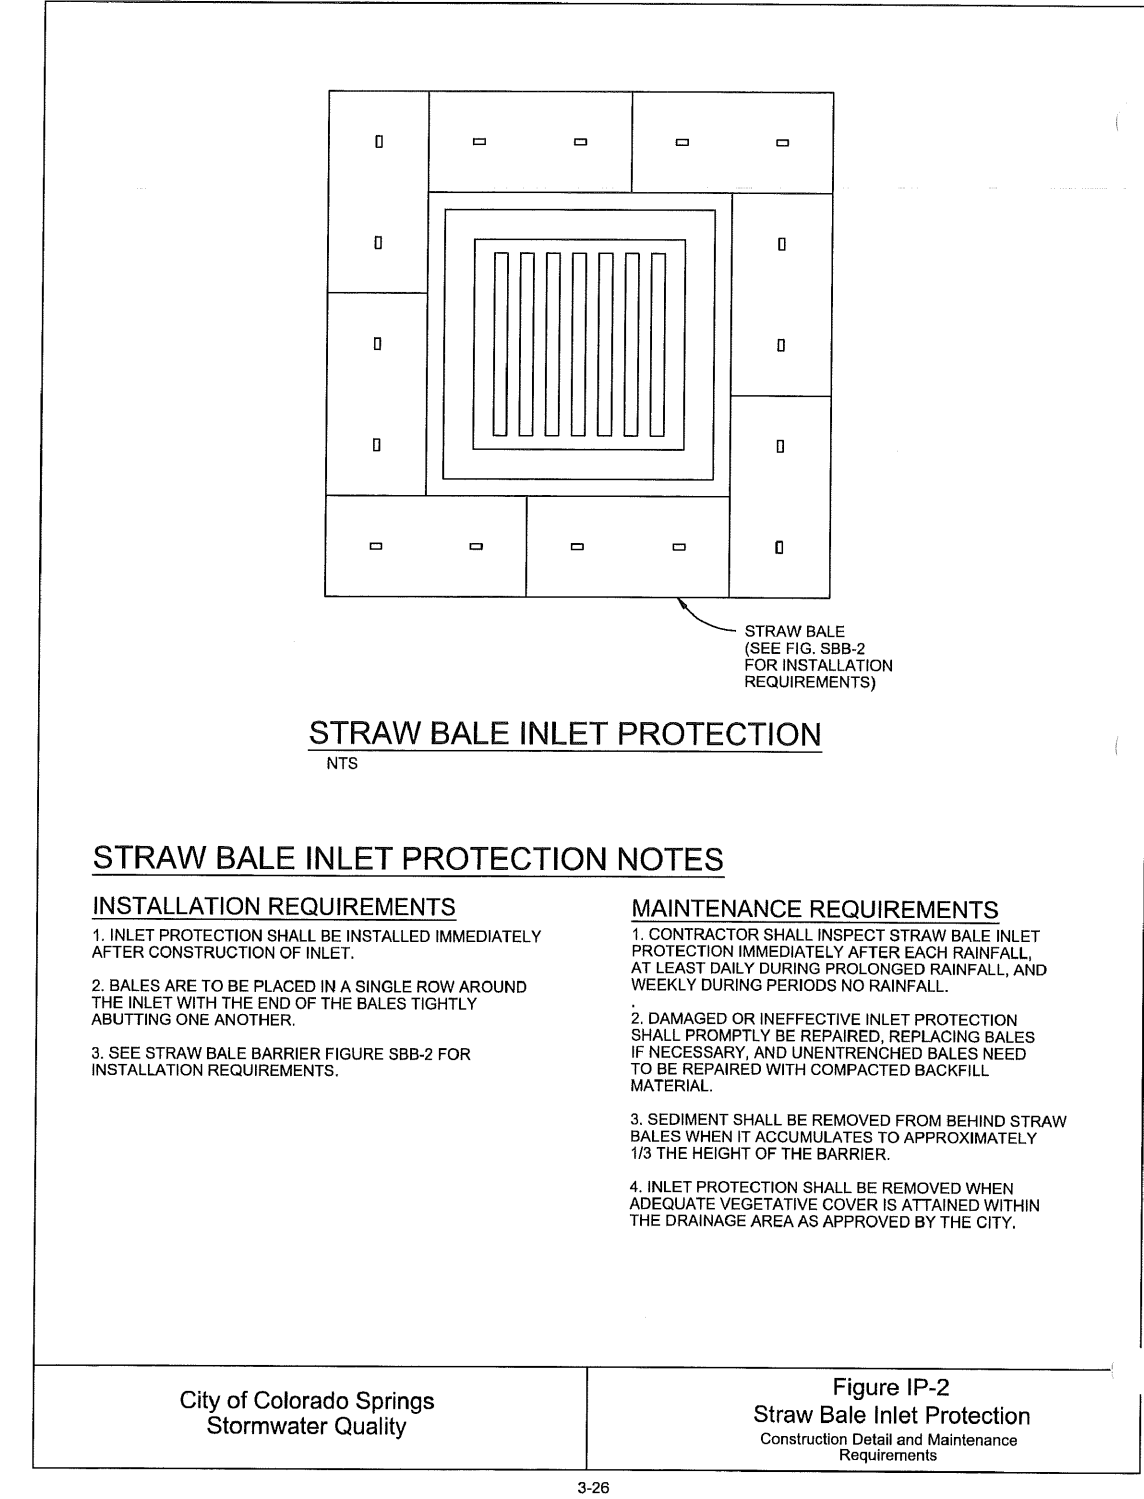 STRAW BALE
(SEE FIG. SBB-2
FOR INSTALLATION
REQUIREMENTS)
STRAW BALE INLET PROTECTION
NTS
STRAW BALE INLET PROTECTION NOTES
INSTALLATION REQUIREMENTS
1. INLET PROTECTION SHALL BE INSTALLED IMMEDIATELY
AFTER CONSTRUCTION OF INLET.
2. BALES ARE TO BE PLACED IN A SINGLE ROW AROUND
THE INLET WITH THE END OF THE BALES TIGHTLY
ABUTTING ONE ANOTHER.
3. SEE STRAW BALE BARRIER FIGURE SBB-2 FOR
INSTALLATION REQUIREMENTS.
MAINTENANCE REQUIREMENTS
1. CONTRACTOR SHALL INSPECT STRAW BALE INLET
PROTECTION IMMEDIATELY AFTER EACH RAINFALL,
AT LEAST DAILY DURING PROLONGED RAINFALL, AND
WEEKLY DURING PERIODS NO RAINFALL.
.
2. DAMAGED OR INEFFECTIVE INLET PROTECTION
SHALL PROMPTLY BE REPAIRED, REPLACING BALES
IF NECESSARY, AND UNENTRENCHED BALES NEED
TO BE REPAIRED WITH COMPACTED BACKFILL
MATERIAL.
3. SEDIMENT SHALL BE REMOVED FROM BEHIND STRAW
BALES WHEN IT ACCUMULATES TO APPROXIMATELY
1/3 THE HEIGHT OF THE BARRIER.
4. INLET PROTECTION SHALL BE REMOVED WHEN
ADEQUATE VEGETATIVE COVER IS ATTAINED WITHIN
THE DRAINAGE AREA AS APPROVED BY THE CITY.
City of Colorado Springs
Stormwater Quality
Figure IP-2
Straw Bale Inlet Protection
Construction Detail and Maintenance
Requirements
3-26